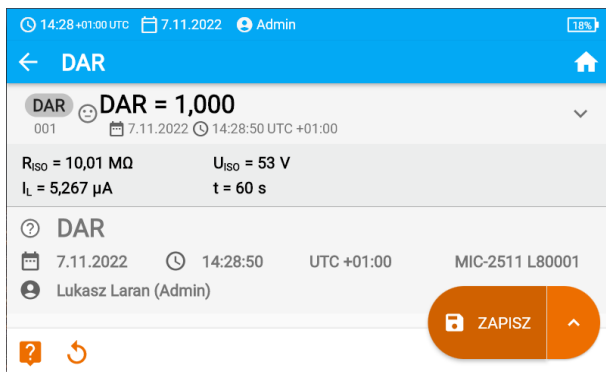 14:28 +01:00 UTC 7.11.2022 Admin 18%
DAR
DAR DAR = 1,000
001 7.11.2022 14:28:50 UTC +01:00
RISO = 10,01 MΩ UISO = 53 V
IL = 5,267 µA t = 60 s
DAR
7.11.2022 14:28:50 UTC +01:00 MIC-2511 L80001
Lukasz Laran (Admin)
ZAPISZ